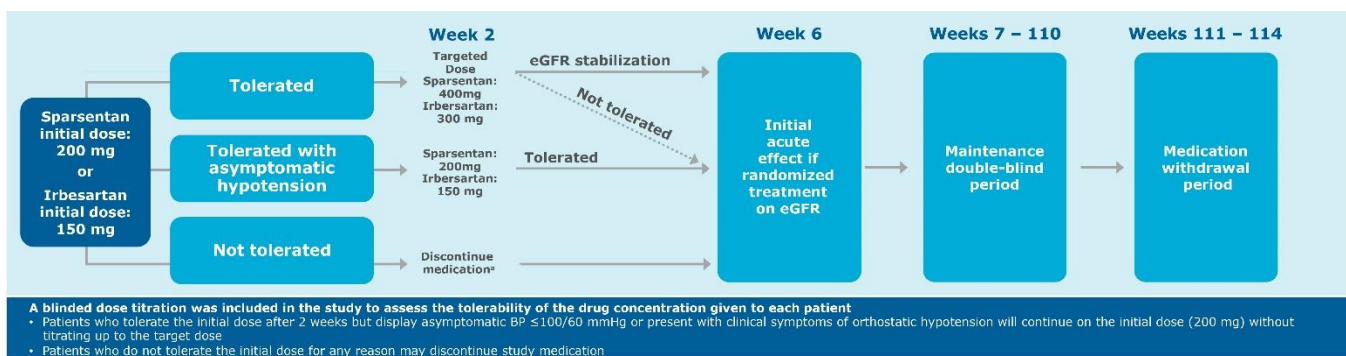 Week 2
Week 6
Weeks 7 – 110
Weeks 111 – 114
Sparsentan
initial dose:
200 mg
or
Irbesartan
initial dose:
150 mg
Tolerated
Targeted
Dose
Sparsentan:
400mg
Irbersartan:
300 mg
eGFR stabilization
Not tolerated
Tolerated with
asymptomatic
hypotension
Sparsentan:
200mg
Irbersartan:
150 mg
Tolerated
Not tolerated
Discontinue
medicationᵃ
Initial
acute
effect if
randomized
treatment
on eGFR
Maintenance
double-blind
period
Medication
withdrawal
period
A blinded dose titration was included in the study to assess the tolerability of the drug concentration given to each patient
• Patients who tolerate the initial dose after 2 weeks but display asymptomatic BP ≤100/60 mmHg or present with clinical symptoms of orthostatic hypotension will continue on the initial dose (200 mg) without
titrating up to the target dose
• Patients who do not tolerate the initial dose for any reason may discontinue study medication